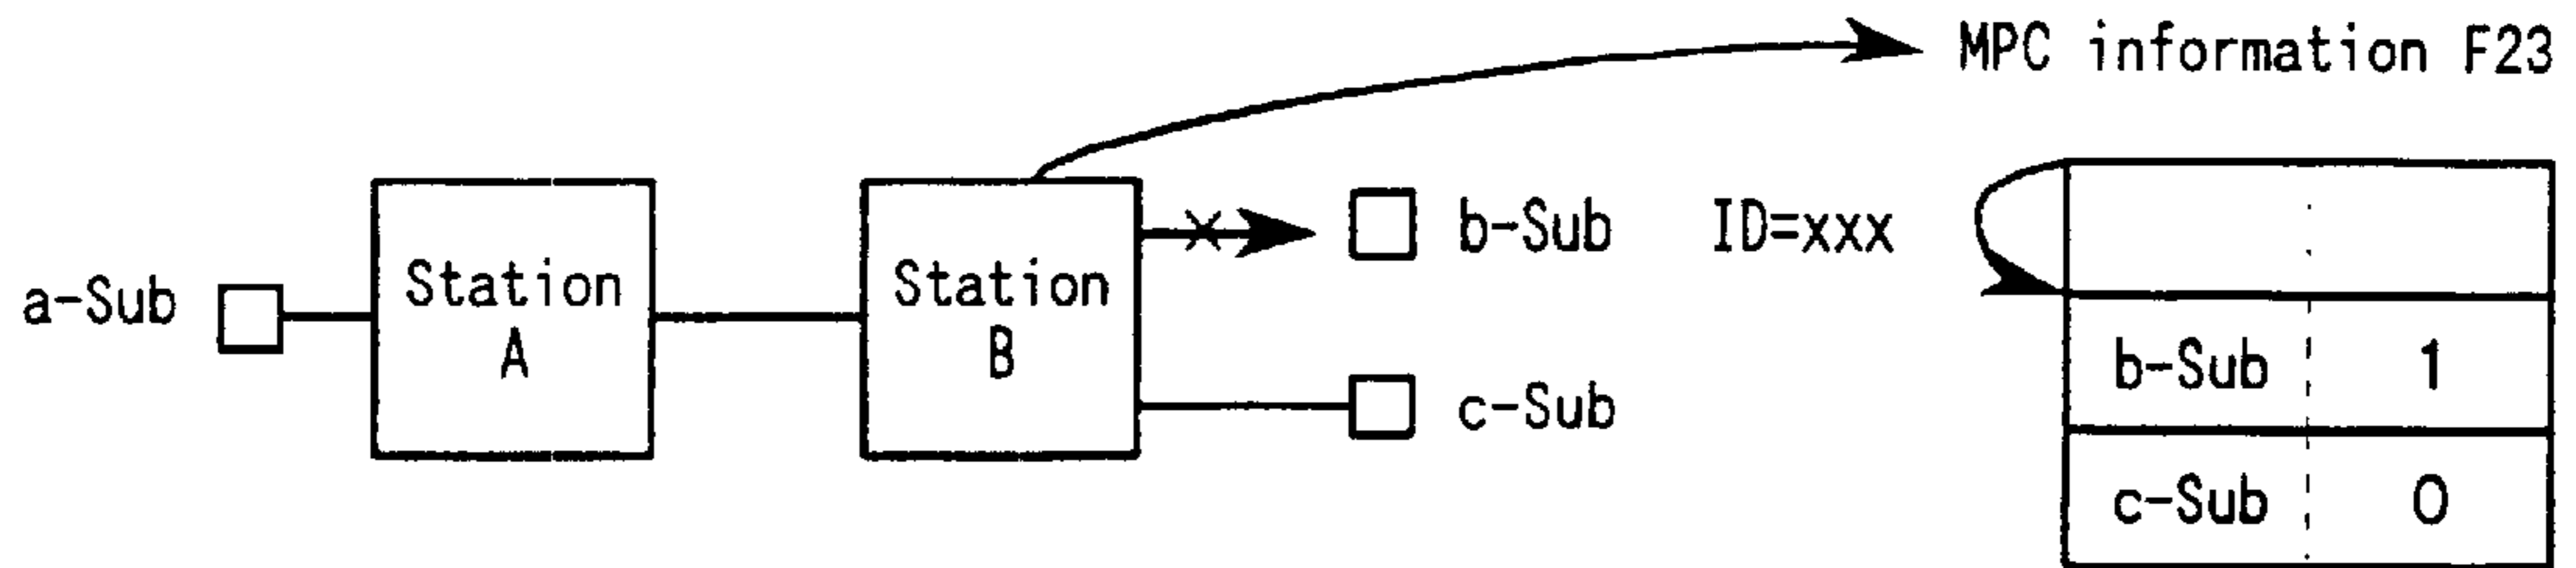 MPC information F23
a-Sub
Station
A
Station
B
b-Sub
ID=xxx
c-Sub
b-Sub 1
c-Sub 0